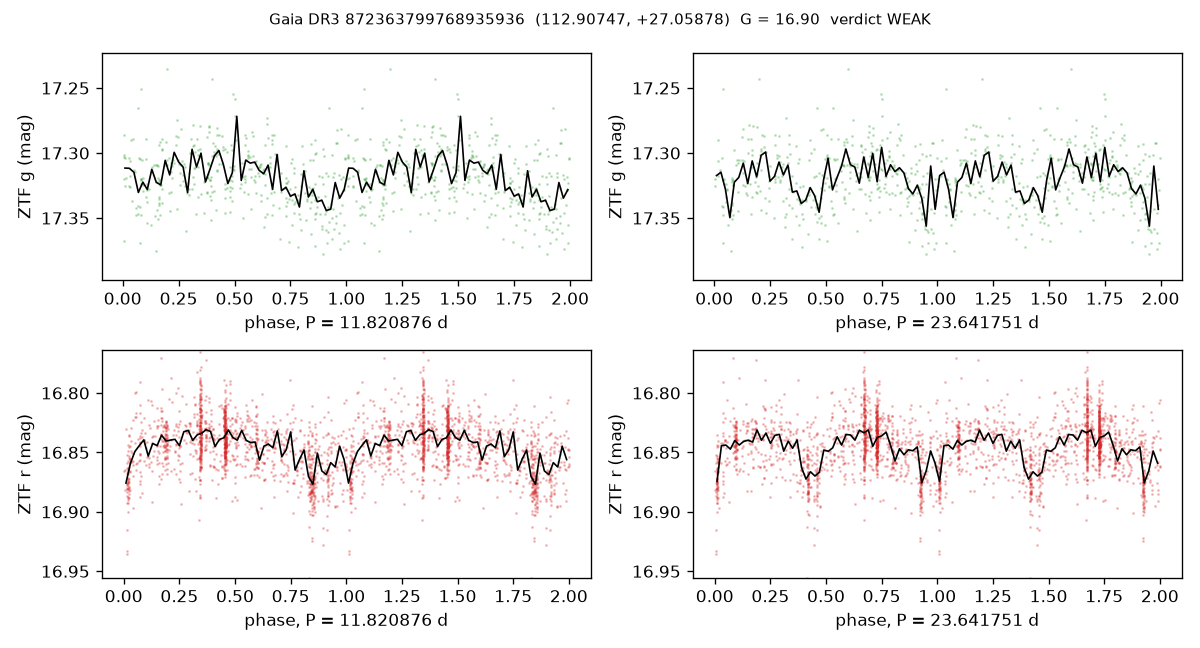 Gaia DR3 872363799768935936 (112.90747, +27.05878) G = 16.90 verdict WEAK
ZTF g (mag)
17.25
17.30
17.35
0.00 0.25 0.50 0.75 1.00 1.25 1.50 1.75 2.00
phase, P = 11.820876 d
ZTF g (mag)
17.25
17.30
17.35
0.00 0.25 0.50 0.75 1.00 1.25 1.50 1.75 2.00
phase, P = 23.641751 d
ZTF r (mag)
16.80
16.85
16.90
16.95
0.00 0.25 0.50 0.75 1.00 1.25 1.50 1.75 2.00
phase, P = 11.820876 d
ZTF r (mag)
16.80
16.85
16.90
16.95
0.00 0.25 0.50 0.75 1.00 1.25 1.50 1.75 2.00
phase, P = 23.641751 d